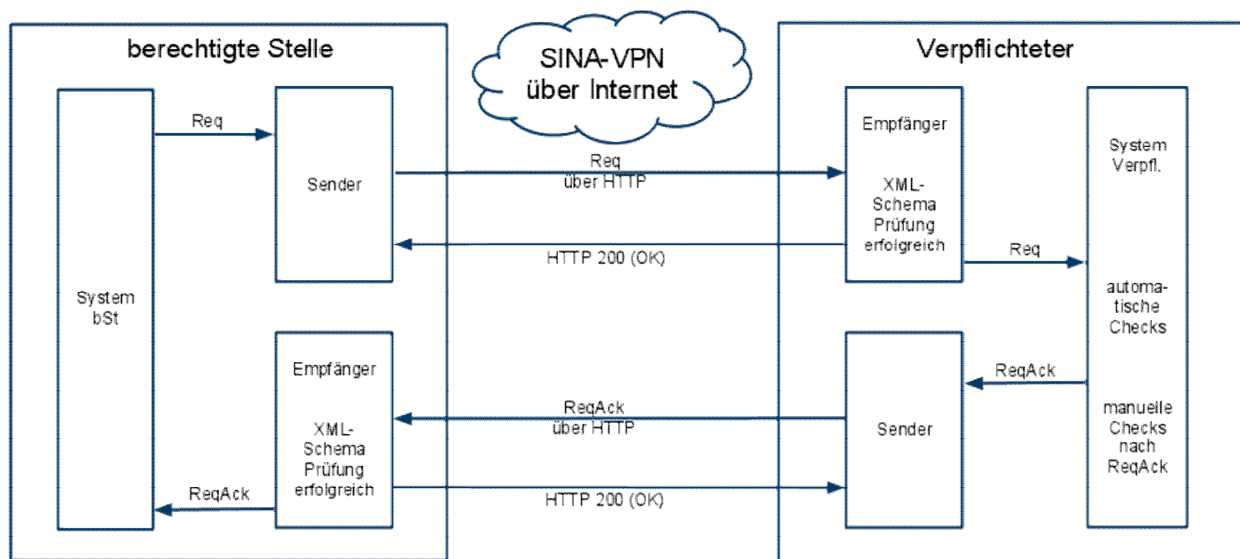 berechtigte Stelle
SINA-VPN
über Internet
Verpflichteter
System
bSt
Req
Sender
Req
über HTTP
HTTP 200 (OK)
Empfänger
XML-
Schema
Prüfung
erfolgreich
Req
System
Verpfl.
automa-
tische
Checks
manuelle
Checks
nach
ReqAck
ReqAck
Sender
ReqAck
über HTTP
HTTP 200 (OK)
Empfänger
XML-
Schema
Prüfung
erfolgreich
ReqAck